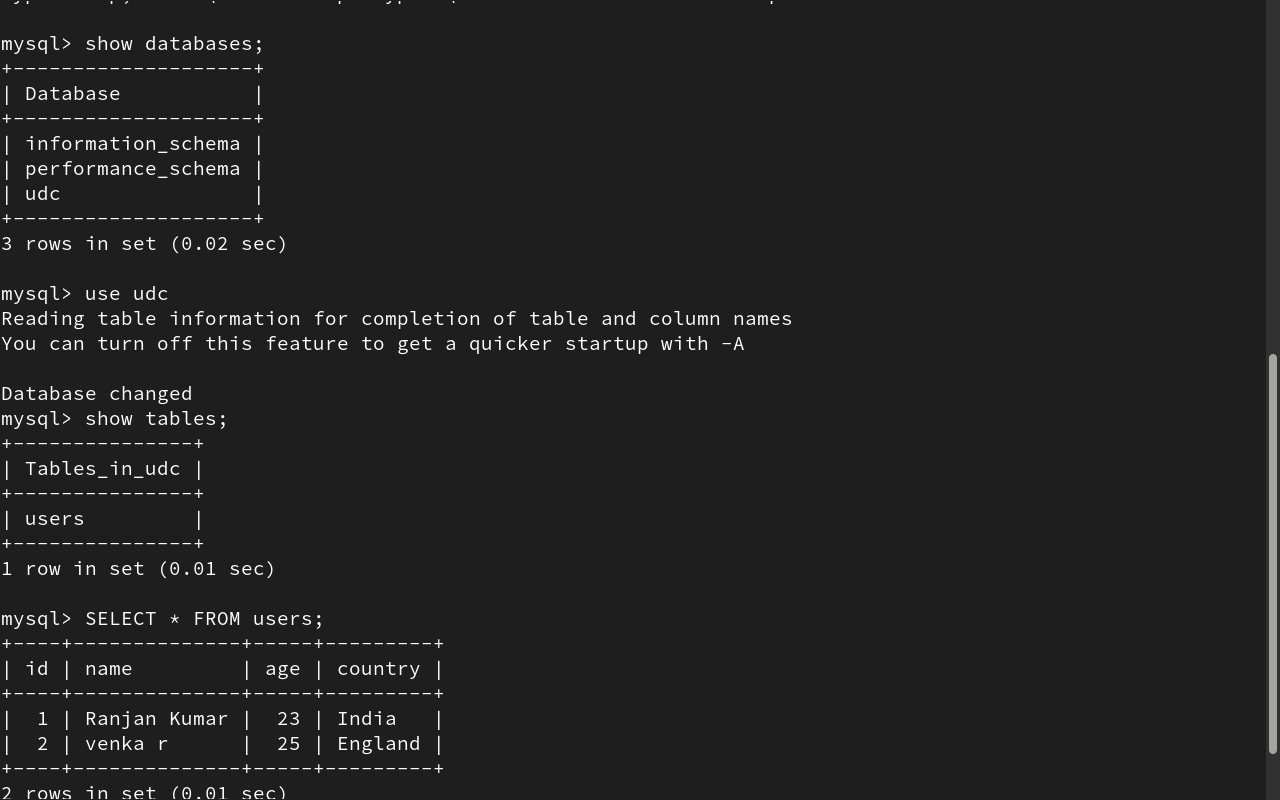 mysql> show databases;
+--------------------+
| Database           |
+--------------------+
| information_schema |
| performance_schema |
| udc                |
+--------------------+
3 rows in set (0.02 sec)
mysql> use udc
Reading table information for completion of table and column names
You can turn off this feature to get a quicker startup with -A
Database changed
mysql> show tables;
+---------------+
| Tables_in_udc |
+---------------+
| users         |
+---------------+
1 row in set (0.01 sec)
mysql> SELECT * FROM users;
+----+--------------+-----+---------+
| id | name         | age | country |
+----+--------------+-----+---------+
|  1 | Ranjan Kumar |  23 | India   |
|  2 | venka r      |  25 | England |
+----+--------------+-----+---------+
2 rows in set (0.01 sec)